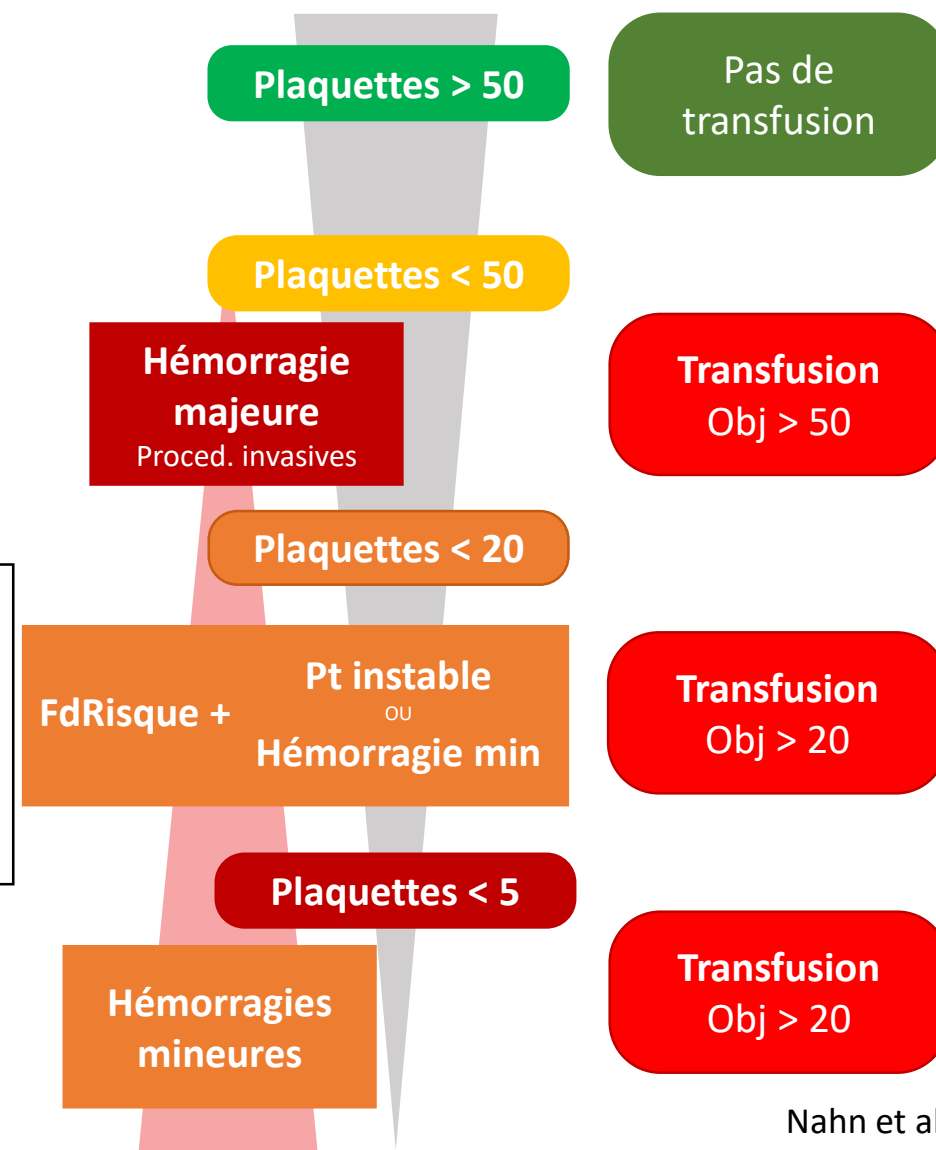 Plaquettes > 50
Pas de
transfusion
Plaquettes < 50
Hémorragie
majeure
Proced. invasives
Transfusion
Obj > 50
Plaquettes < 20
FdRisque +
Pt instable
OU
Hémorragie min
Transfusion
Obj > 20
Plaquettes < 5
Hémorragies
mineures
Transfusion
Obj > 20
Nahn et al